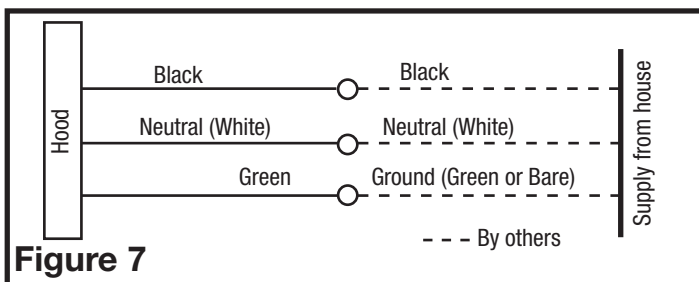 Hood
Black
Black
Neutral (White)
Neutral (White)
Green
Ground (Green or Bare)
Supply from house
- - - By others
Figure 7